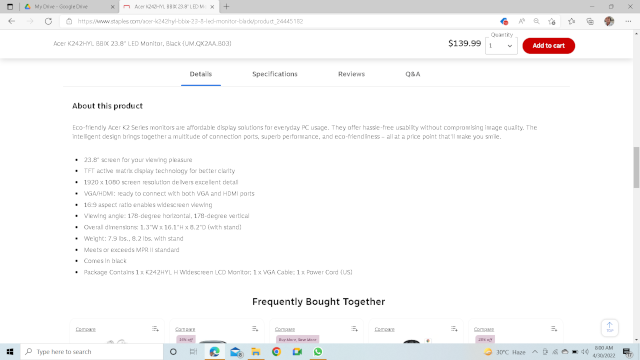 My Drive - Google Drive
Acer K242HYL BBIX 23.8" LED M
https://www.staples.com/acer-k242hyl-bbix-23-8-led-monitor-black/product_24445182
Acer K242HYL BBIX 23.8" LED Monitor, Black (UM.QX2AA.B03)
$139.99
Quantity
1
Add to cart
Details
Specifications
Reviews
Q&A
About this product
Eco-friendly Acer K2 Series monitors are affordable display solutions for everyday PC usage. They offer hassle-free usability without compromising image quality. The
intelligent design brings together a multitude of connection ports, superb performance, and eco-friendliness – all at a price point that'll make you smile.
• 23.8" screen for your viewing pleasure
• TFT active matrix display technology for better clarity
• 1920 x 1080 screen resolution delivers excellent detail
• VGA/HDMI: ready to connect with both VGA and HDMI ports
• 16:9 aspect ratio enables widescreen viewing
• Viewing angle: 178-degree horizontal, 178-degree vertical
• Overall dimensions: 1.3"W x 16.1"H x 8.2"D (with stand)
• Weight: 7.9 lbs., 8.2 lbs. with stand
• Meets or exceeds MPR II standard
• Comes in black
• Package Contains 1 x K242HYL H Widescreen LCD Monitor; 1 x VGA Cable; 1 x Power Cord (US)
Frequently Bought Together
Compare
Compare
Compare
Compare
Compare
Buy More, Save More
TOP
Type here to search
30°C Haze
8:00 AM
4/30/2022